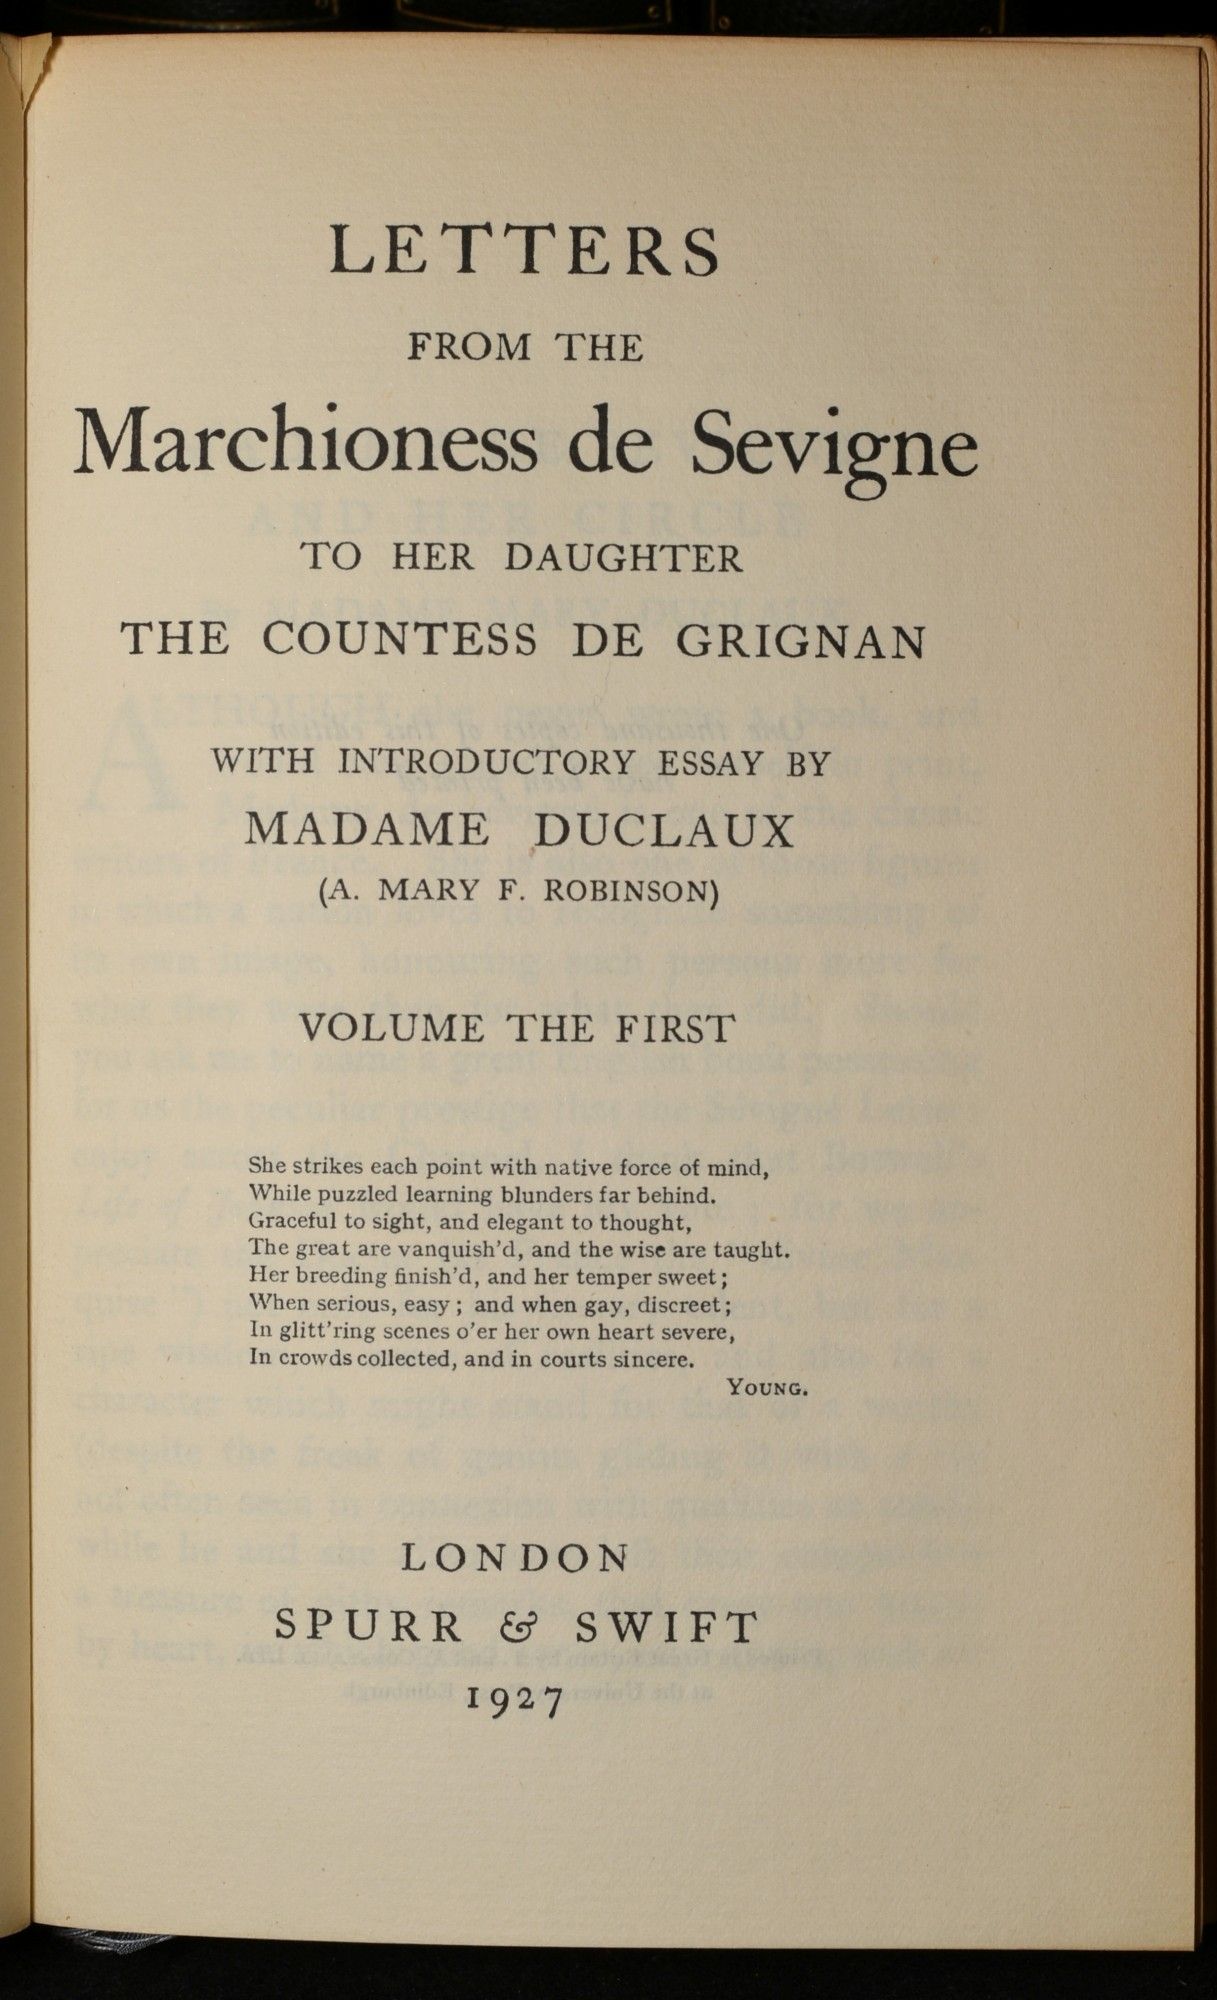 LETTERS
FROM THE
Marchioness de Sevigne
TO HER DAUGHTER
THE COUNTESS DE GRIGNAN
WITH INTRODUCTORY ESSAY BY
MADAME DUCLAUX
(A. MARY F. ROBINSON)
VOLUME THE FIRST
She strikes each point with native force of mind,
While puzzled learning blunders far behind.
Graceful to sight, and elegant to thought,
The great are vanquish'd, and the wise are taught.
Her breeding finish'd, and her temper sweet;
When serious, easy; and when gay, discreet;
In glitt'ring scenes o'er her own heart severe,
In crowds collected, and in courts sincere.
YOUNG.
LONDON
SPURR & SWIFT
1927